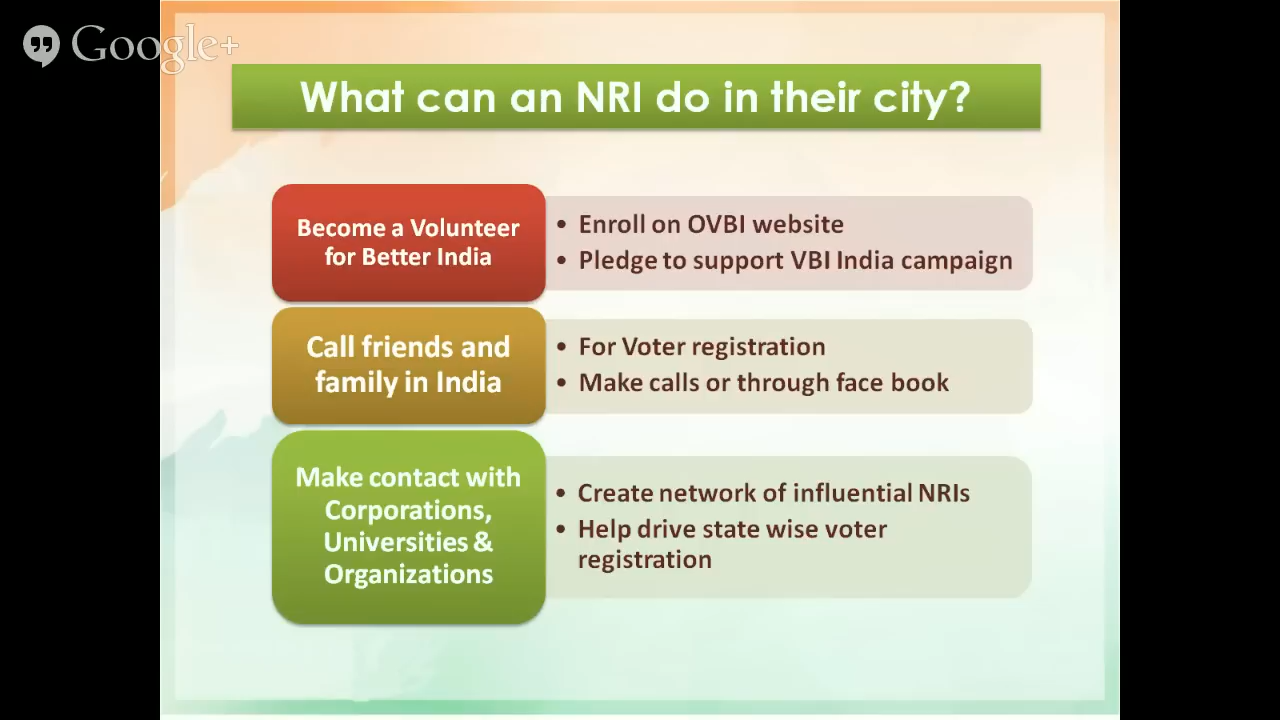 Google+
What can an NRI do in their city?
Become a Volunteer
for Better India
• Enroll on OVBI website
• Pledge to support VBI India campaign
Call friends and
family in India
• For Voter registration
• Make calls or through face book
Make contact with
Corporations,
Universities &
Organizations
• Create network of influential NRIs
• Help drive state wise voter
registration